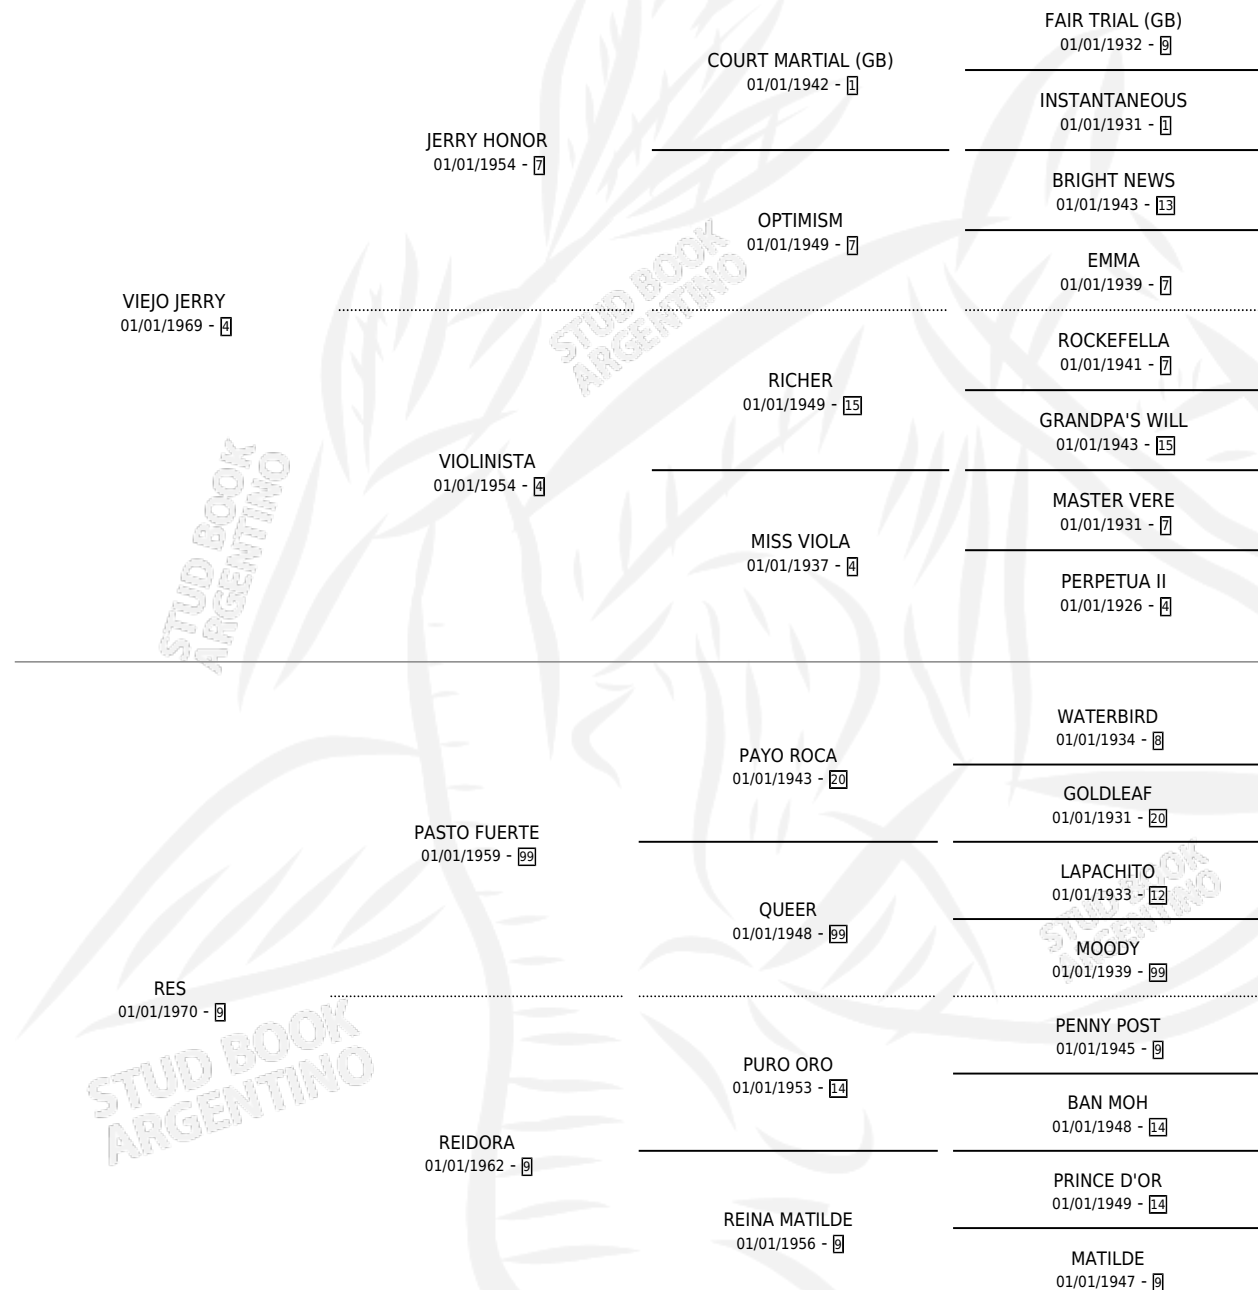 FAIR TRIAL (GB)
01/01/1932 - 9
COURT MARTIAL (GB)
01/01/1942 - 1
INSTANTANEOUS
01/01/1931 - 1
JERRY HONOR
01/01/1954 - 7
BRIGHT NEWS
01/01/1943 - 13
OPTIMISM
01/01/1949 - 7
EMMA
01/01/1939 - 7
VIEJO JERRY
01/01/1969 - 4
ROCKEFELLA
01/01/1941 - 7
RICHER
01/01/1949 - 15
GRANDPA'S WILL
01/01/1943 - 15
VIOLINISTA
01/01/1954 - 4
MASTER VERE
01/01/1931 - 7
MISS VIOLA
01/01/1937 - 4
PERPETUA II
01/01/1926 - 4
WATERBIRD
01/01/1934 - 8
PAYO ROCA
01/01/1943 - 20
GOLDLEAF
01/01/1931 - 20
PASTO FUERTE
01/01/1959 - 99
LAPACHITO
01/01/1933 - 12
QUEER
01/01/1948 - 99
MOODY
01/01/1939 - 99
RES
01/01/1970 - 9
PENNY POST
01/01/1945 - 9
PURO ORO
01/01/1953 - 14
BAN MOH
01/01/1948 - 14
REIDORA
01/01/1962 - 9
PRINCE D'OR
01/01/1949 - 14
REINA MATILDE
01/01/1956 - 9
MATILDE
01/01/1947 - 9
STUD BOOK
ARGENTINO
STUD BOOK
ARGENTINO
STUD BOOK
ARGENTINO
STUD BOOK
ARGENTINO